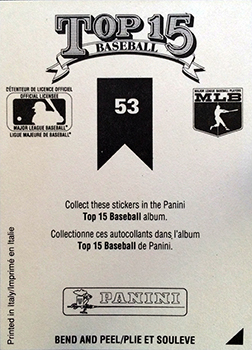 TOP 15
BASEBALL
DÉTENTEUR DE LICENCE OFFICIEL
OFFICIAL LICENSEE
MAJOR LEAGUE BASEBALL
LIGUE MAJEURE DE BASEBALL
53
MAJOR LEAGUE BASEBALL PLAYERS
MLB
Collect these stickers in the Panini
Top 15 Baseball album.
Collectionne ces autocollants dans l'album
Top 15 Baseball de Panini.
PANINI
Printed in Italy/Imprimé en Italie
BEND AND PEEL/PLIE ET SOULEVE